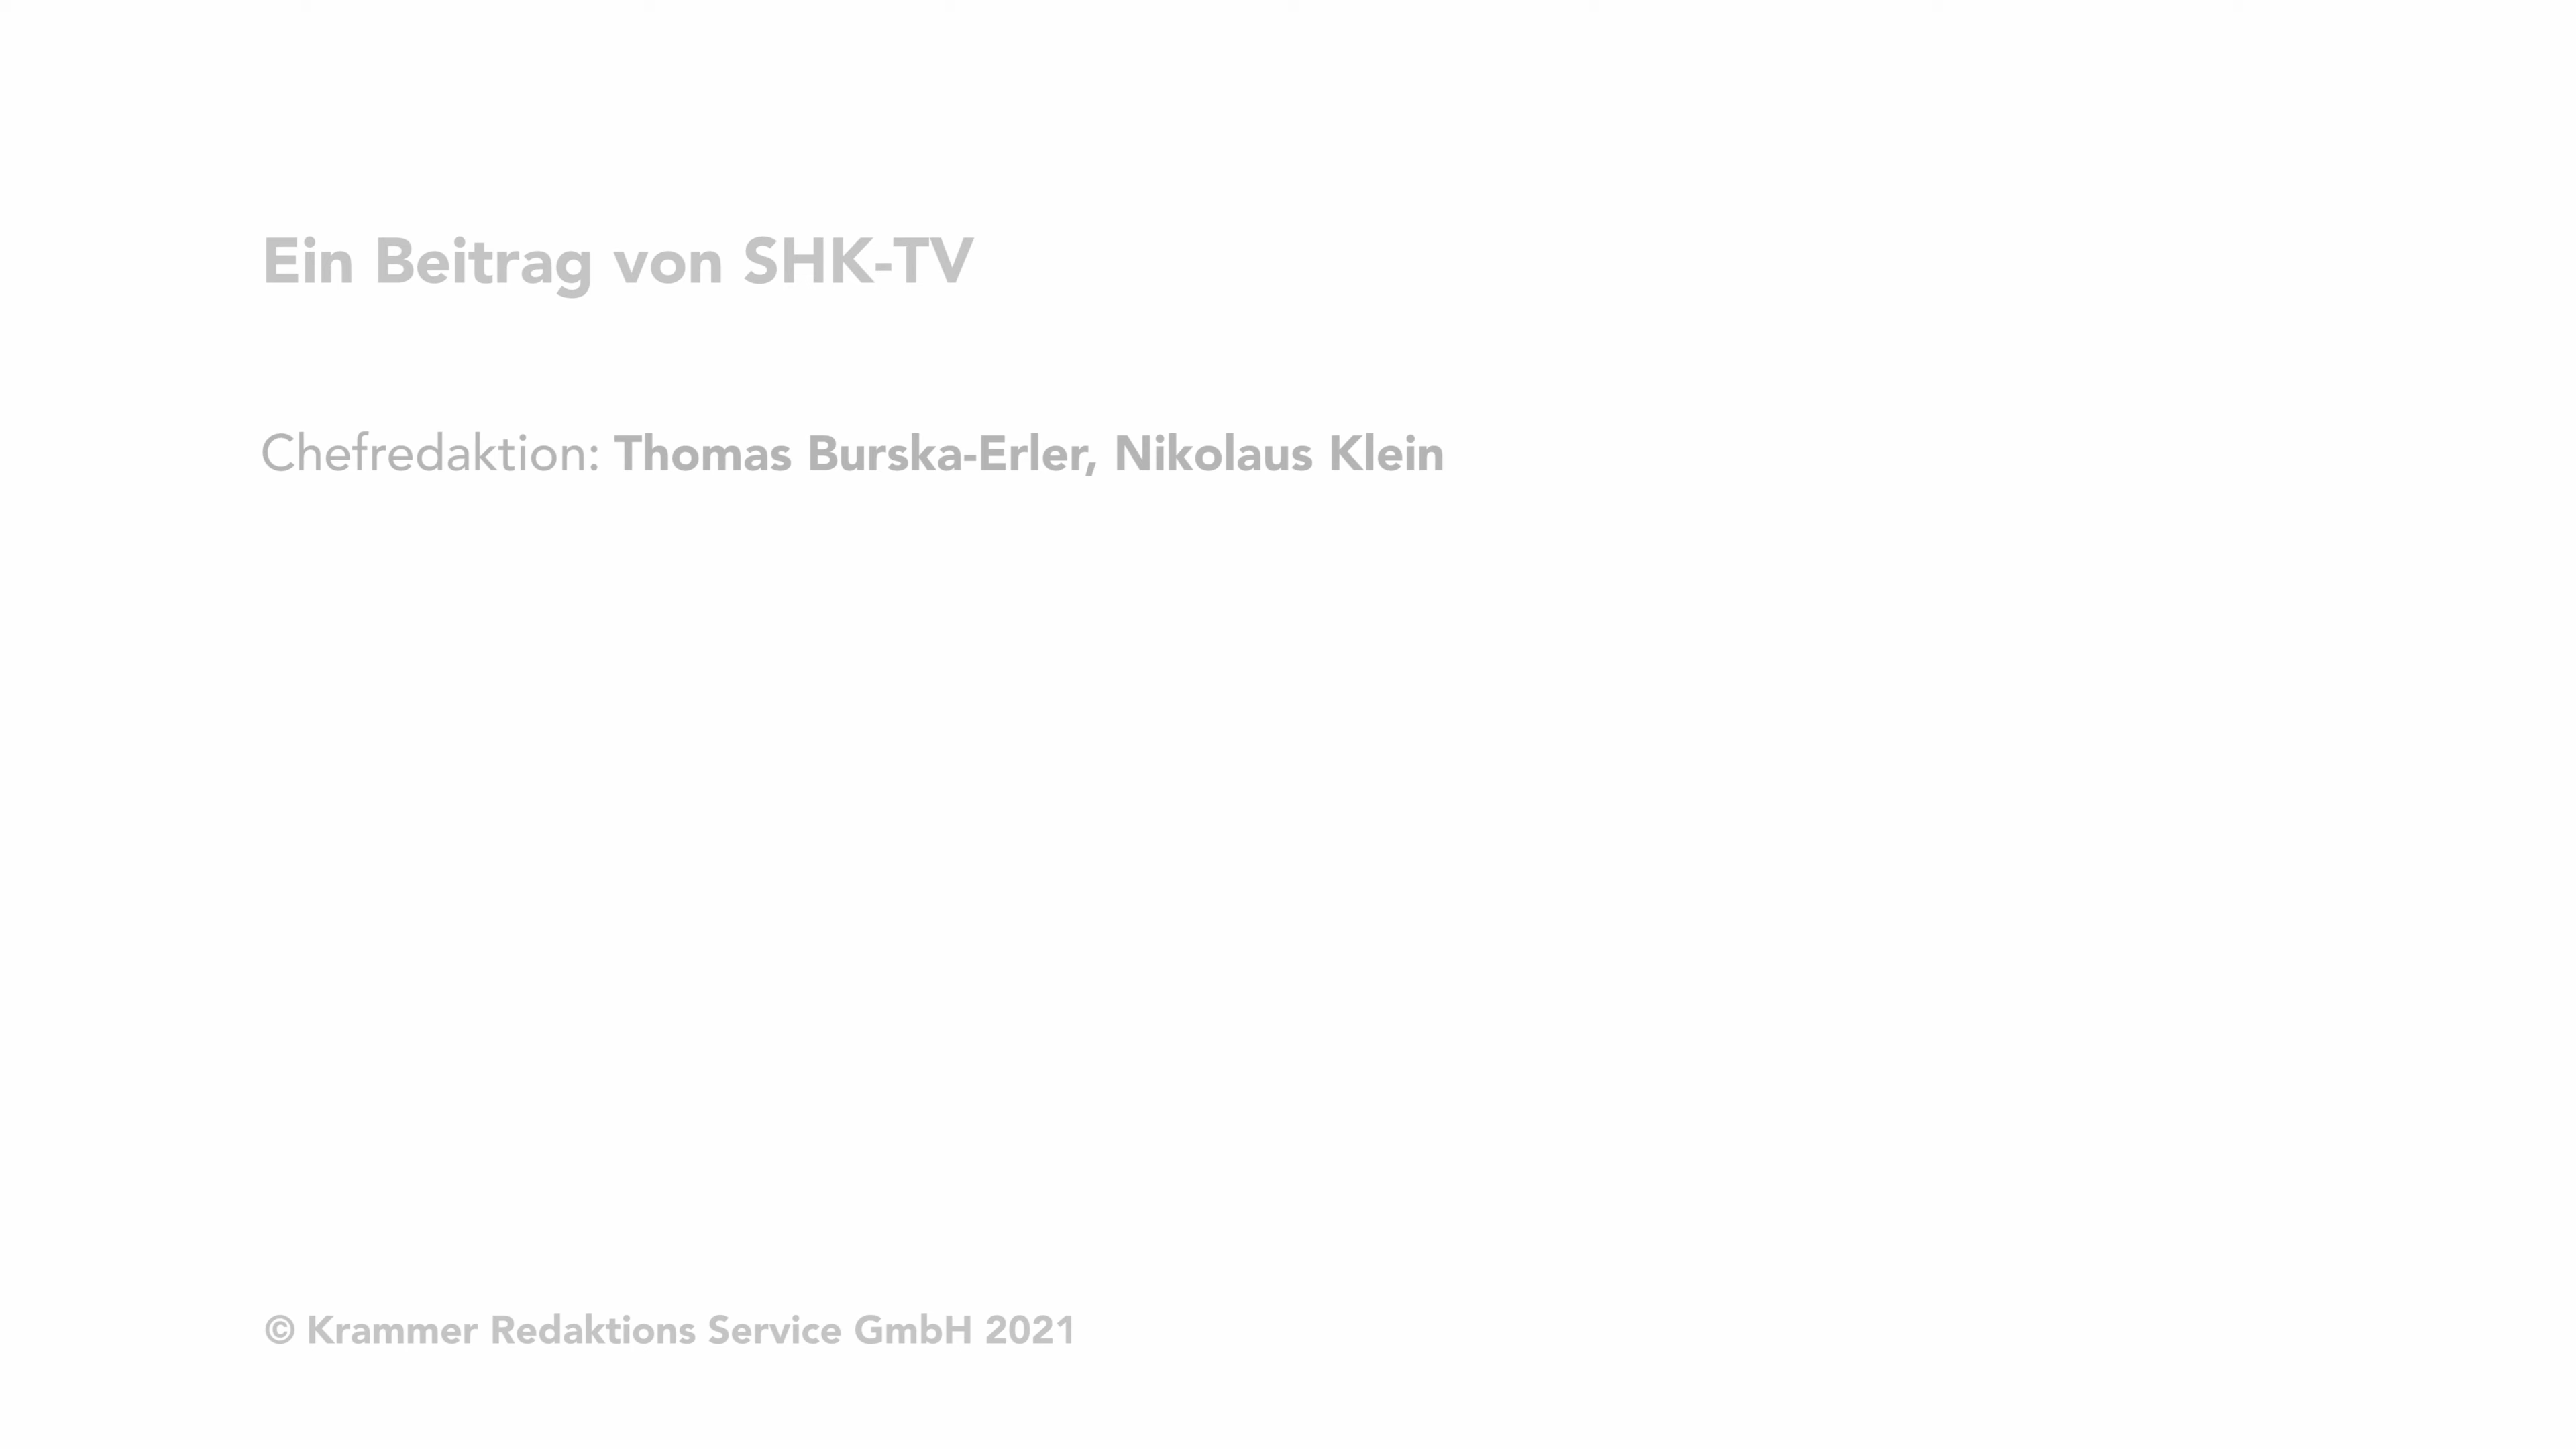 Ein Beitrag von SHK-TV
Chefredaktion: Thomas Burska-Erler, Nikolaus Klein
© Krammer Redaktions Service GmbH 2021